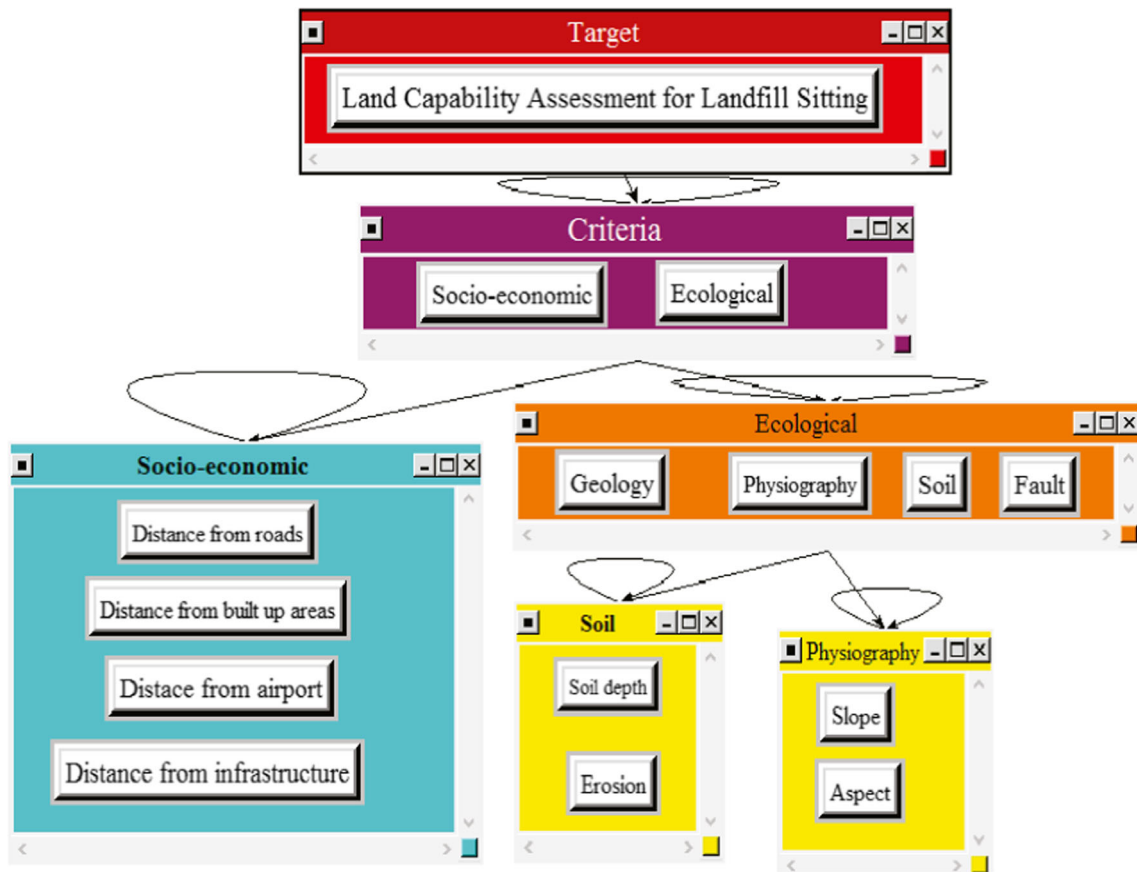 Target
Land Capability Assessment for Landfill Sitting
Criteria
Socio-economic
Ecological
Socio-economic
Distance from roads
Distance from built up areas
Distace from airport
Distance from infrastructure
Ecological
Geology
Physiography
Soil
Fault
Soil
Soil depth
Erosion
Physiography
Slope
Aspect